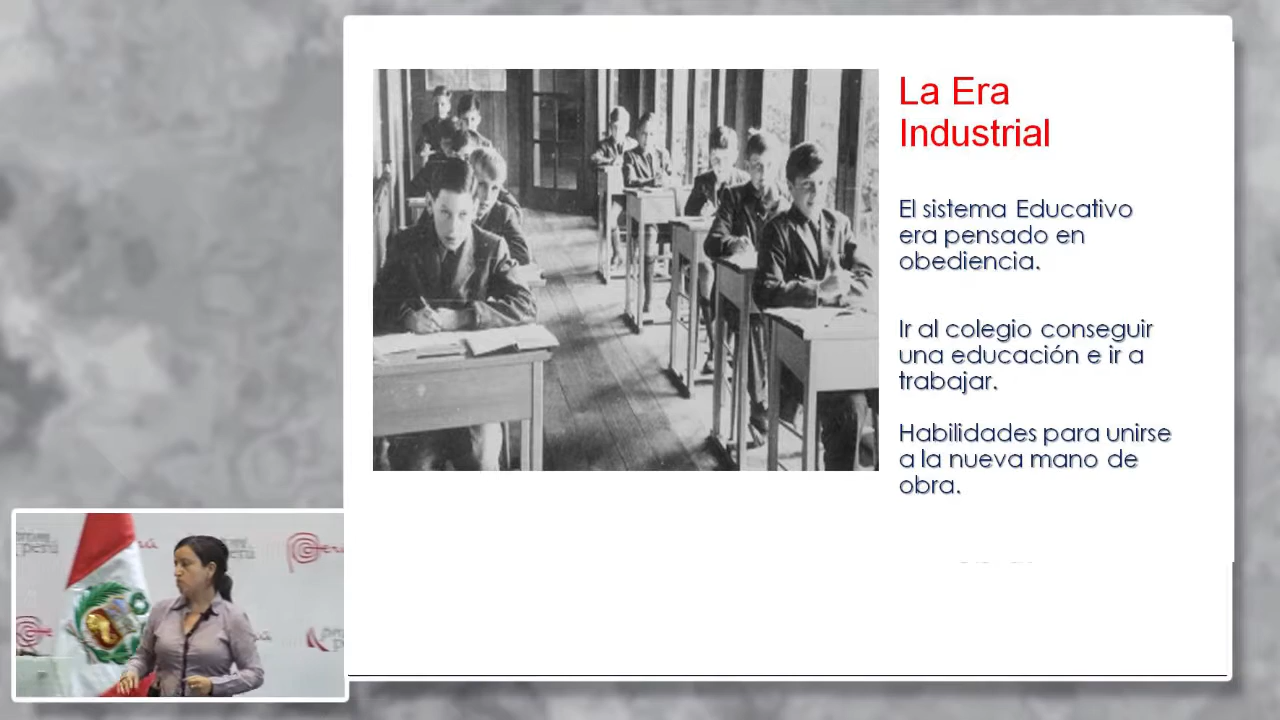 La Era
Industrial
El sistema Educativo
era pensado en
obediencia.
Ir al colegio conseguir
una educación e ir a
trabajar.
Habilidades para unirse
a la nueva mano de
obra.
perú